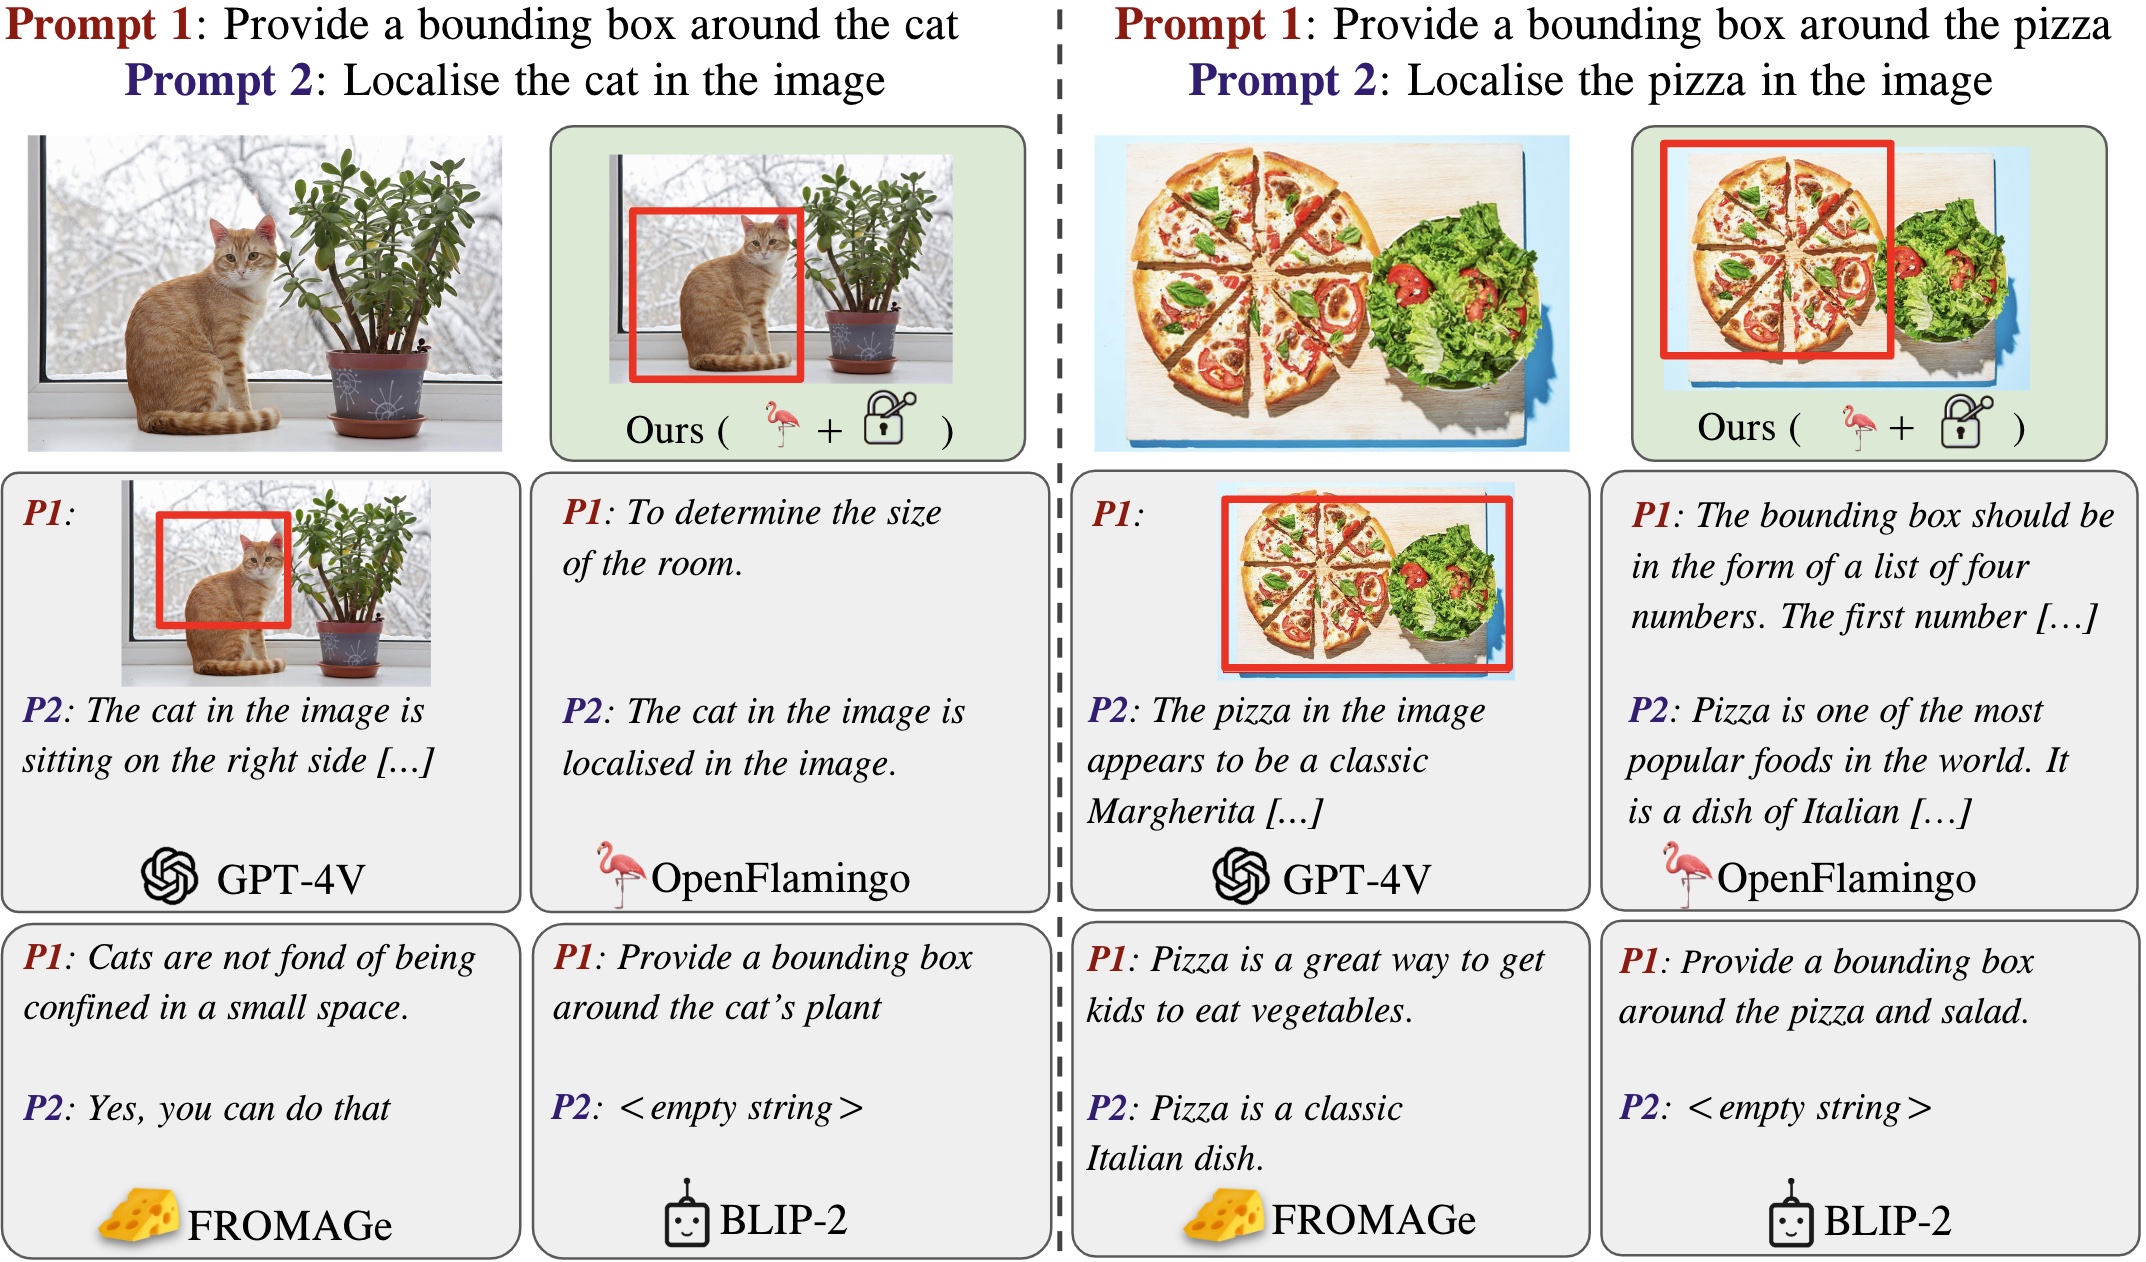 Prompt 1: Provide a bounding box around the cat
Prompt 2: Localise the cat in the image
Ours ( + )
P1:
P2: The cat in the image is
sitting on the right side [...]
GPT-4V
P1: To determine the size
of the room.
P2: The cat in the image is
localised in the image.
OpenFlamingo
P1: Cats are not fond of being
confined in a small space.
P2: Yes, you can do that
FROMAGe
P1: Provide a bounding box
around the cat's plant
P2: <empty string>
BLIP-2
Prompt 1: Provide a bounding box around the pizza
Prompt 2: Localise the pizza in the image
Ours ( + )
P1:
P2: The pizza in the image
appears to be a classic
Margherita [...]
GPT-4V
P1: The bounding box should be
in the form of a list of four
numbers. The first number [...]
P2: Pizza is one of the most
popular foods in the world. It
is a dish of Italian [...]
OpenFlamingo
P1: Pizza is a great way to get
kids to eat vegetables.
P2: Pizza is a classic
Italian dish.
FROMAGe
P1: Provide a bounding box
around the pizza and salad.
P2: <empty string>
BLIP-2